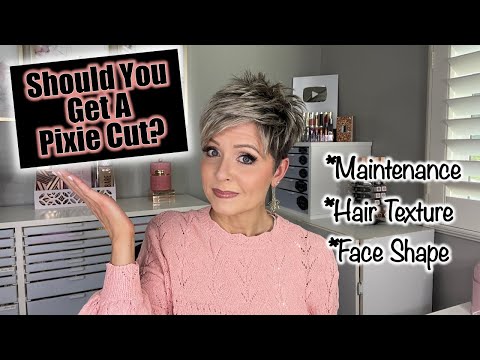 Should You
Get A
Pixie Cut?
*Maintenance
*Hair Texture
*Face Shape